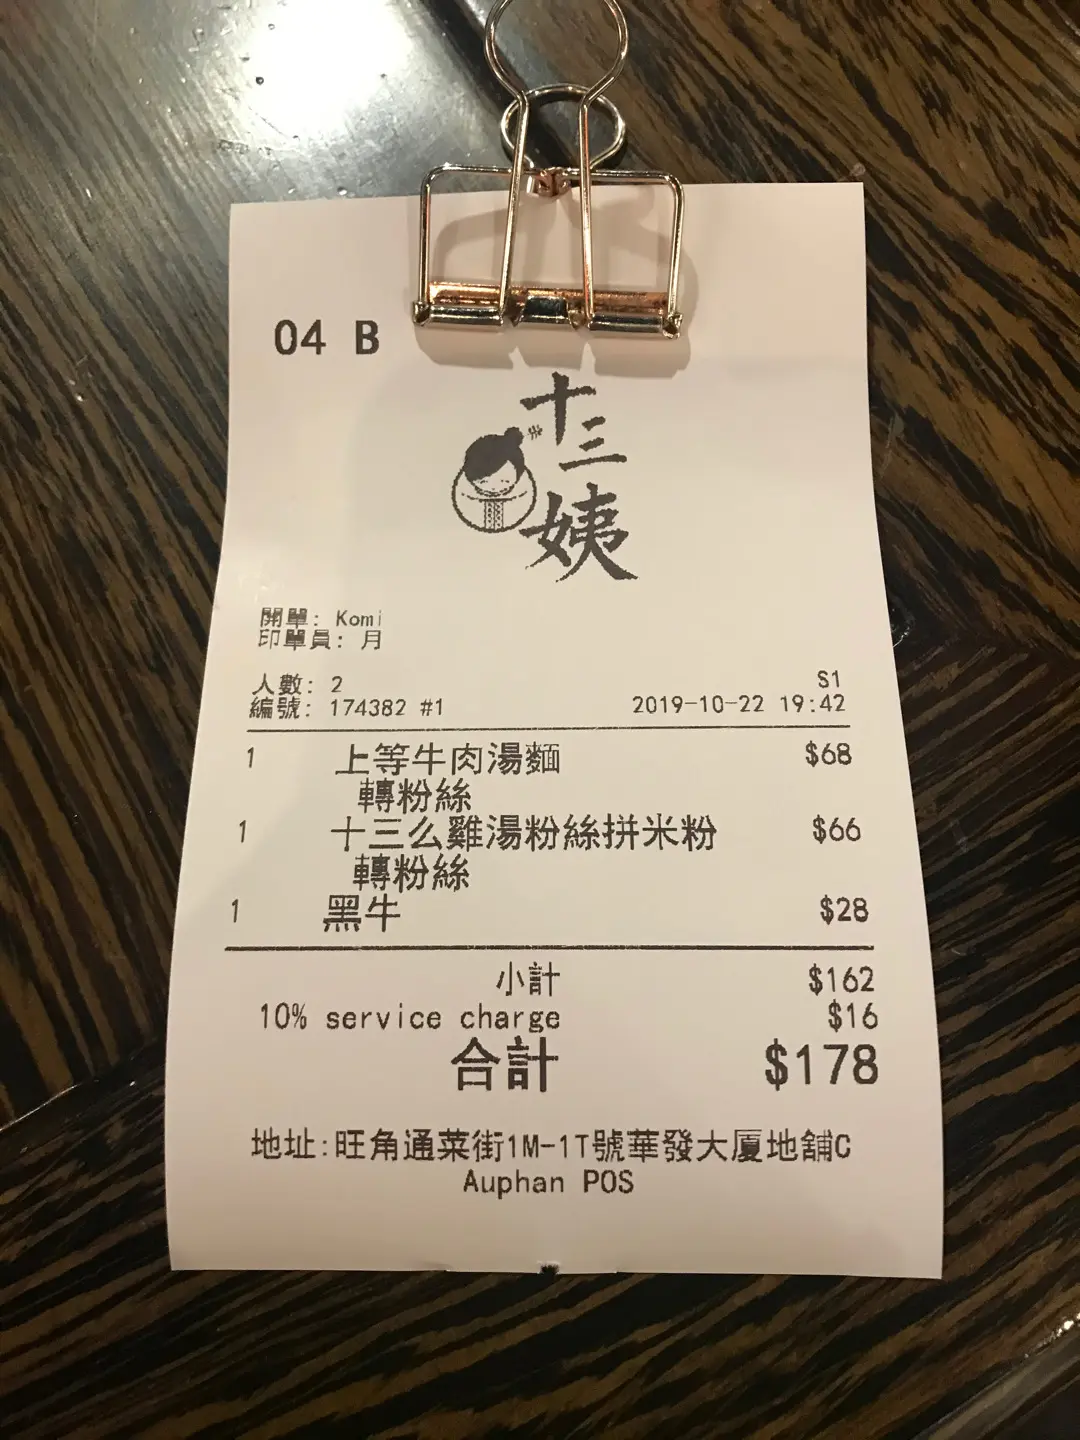 04 B
十三姨
開單: Komi
印單員: 月
人數: 2 S1
編號: 174382 #1 2019-10-22 19:42
1 上等牛肉湯麵 $68
轉粉絲
1 十三么雞湯粉絲拼米粉 $66
轉粉絲
1 黑牛 $28
小計 $162
10% service charge $16
合計 $178
地址:旺角通菜街1M-1T號華發大廈地舖C
Auphan POS